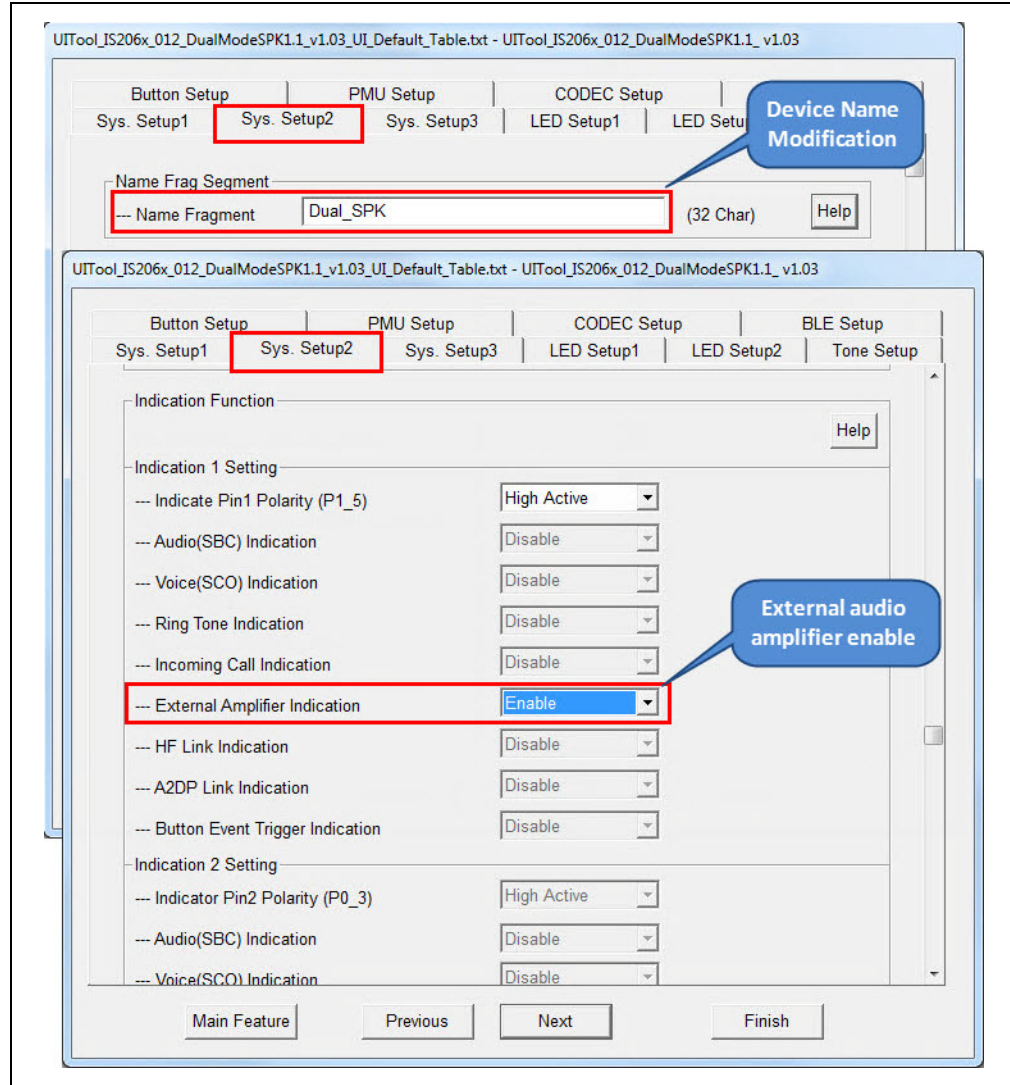 UITool_IS206x_012_DualModeSPK1.1_v1.03_UI_Default_Table.txt - UITool_IS206x_012_DualModeSPK1.1_ v1.03
Button Setup PMU Setup CODEC Setup
Sys. Setup1 Sys. Setup2 Sys. Setup3 LED Setup1 LED Setu
Device Name
Modification
Name Frag Segment
--- Name Fragment Dual_SPK (32 Char) Help
UITool_IS206x_012_DualModeSPK1.1_v1.03_UI_Default_Table.txt - UITool_IS206x_012_DualModeSPK1.1_ v1.03
Button Setup PMU Setup CODEC Setup BLE Setup
Sys. Setup1 Sys. Setup2 Sys. Setup3 LED Setup1 LED Setup2 Tone Setup
Indication Function
Help
Indication 1 Setting
--- Indicate Pin1 Polarity (P1_5) High Active
--- Audio(SBC) Indication Disable
--- Voice(SCO) Indication Disable
--- Ring Tone Indication Disable
--- Incoming Call Indication Disable
External audio
amplifier enable
--- External Amplifier Indication Enable
--- HF Link Indication Disable
--- A2DP Link Indication Disable
--- Button Event Trigger Indication Disable
Indication 2 Setting
--- Indicator Pin2 Polarity (P0_3) High Active
--- Audio(SBC) Indication Disable
--- Voice(SCO) Indication Disable
Main Feature Previous Next Finish